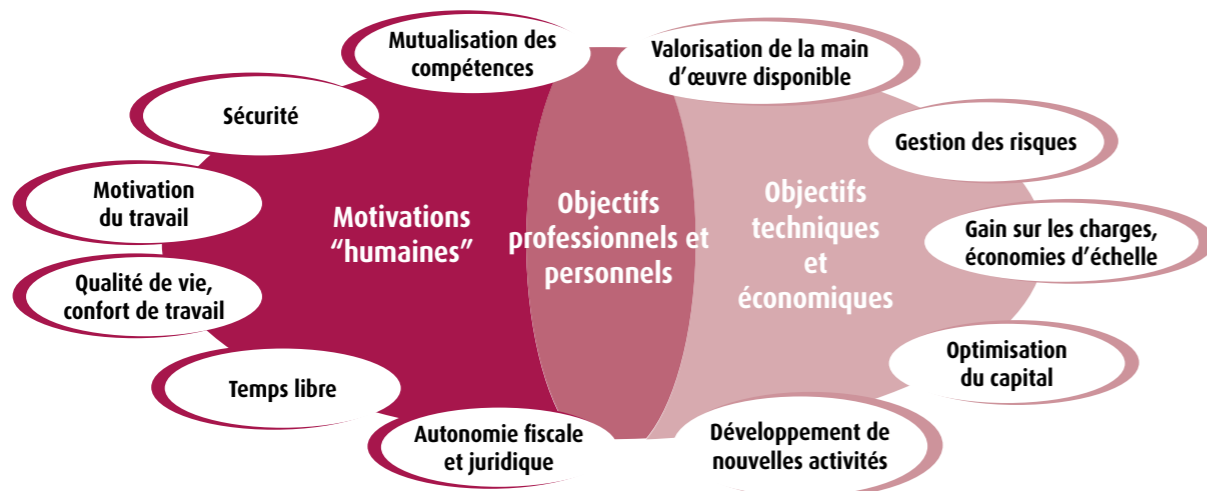 Mutualisation des
compétences
Valorisation de la main
d’œuvre disponible
Sécurité
Gestion des risques
Motivation
du travail
Motivations
“humaines”
Objectifs
professionnels et
personnels
Objectifs
techniques
et
économiques
Gain sur les charges,
économies d’échelle
Qualité de vie,
confort de travail
Temps libre
Optimisation
du capital
Autonomie fiscale
et juridique
Développement de
nouvelles activités